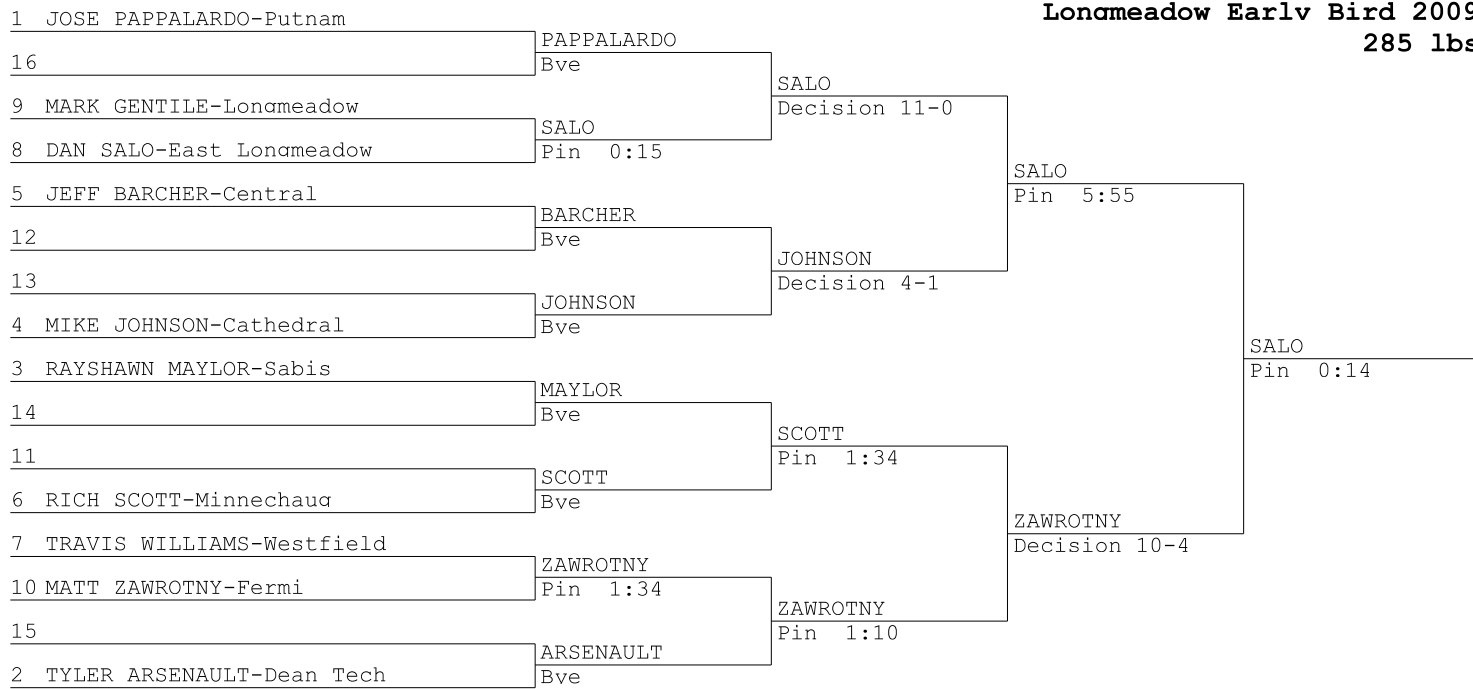 Longmeadow Early Bird 2009
285 lbs
1 JOSE PAPPALARDO-Putnam
16
9 MARK GENTILE-Longmeadow
8 DAN SALO-East Longmeadow
5 JEFF BARCHER-Central
12
13
4 MIKE JOHNSON-Cathedral
3 RAYSHAWN MAYLOR-Sabis
14
11
6 RICH SCOTT-Minnechaug
7 TRAVIS WILLIAMS-Westfield
10 MATT ZAWROTNY-Fermi
15
2 TYLER ARSENAULT-Dean Tech
PAPPALARDO
Bye
SALO
Pin 0:15
BARCHER
Bye
JOHNSON
Bye
MAYLOR
Bye
SCOTT
Bye
ZAWROTNY
Pin 1:34
ARSENAULT
Bye
SALO
Decision 11-0
JOHNSON
Decision 4-1
SCOTT
Pin 1:34
ZAWROTNY
Pin 1:10
SALO
Pin 5:55
ZAWROTNY
Decision 10-4
SALO
Pin 0:14